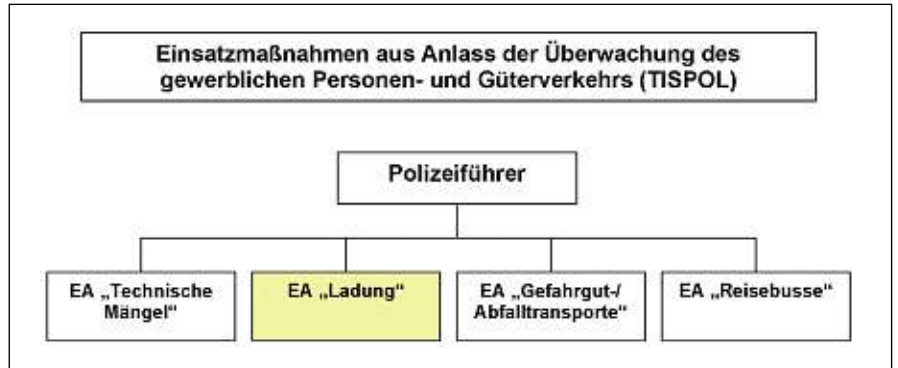 Einsatzmaßnahmen aus Anlass der Überwachung des
gewerblichen Personen- und Güterverkehrs (TISPOL)
Polizeiführer
EA „Technische
Mängel“
EA „Ladung“
EA „Gefahrgut-/
Abfalltransporte“
EA „Reisebusse“